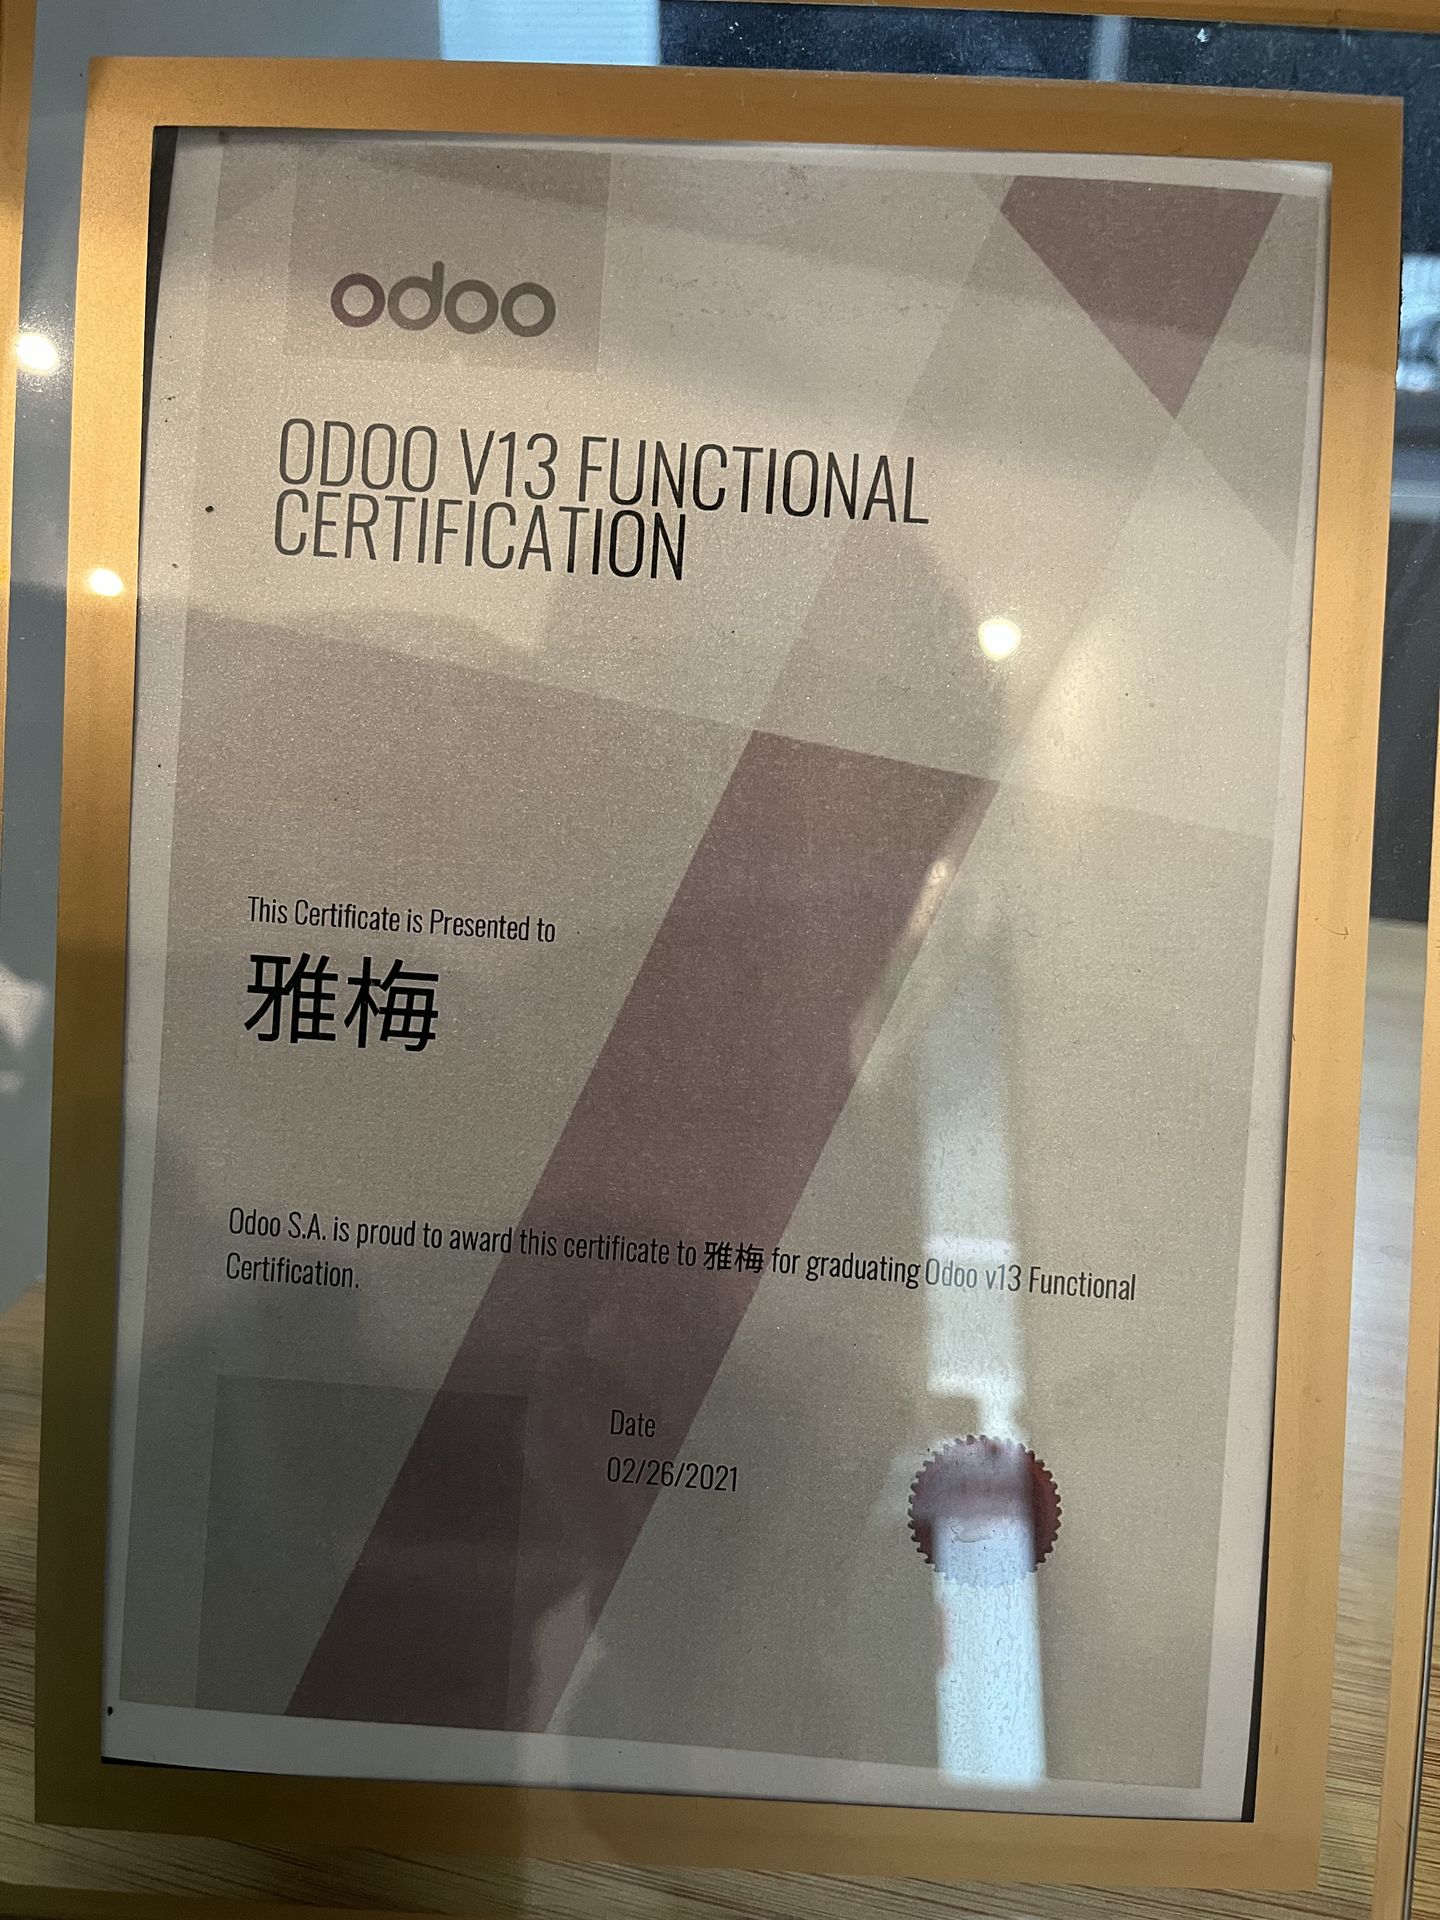 odoo
ODOO V13 FUNCTIONAL
CERTIFICATION
This Certificate is Presented to
雅梅
Odoo S.A. is proud to award this certificate to 雅梅 for graduating Odoo v13 Functional
Certification.
Date
02/26/2021